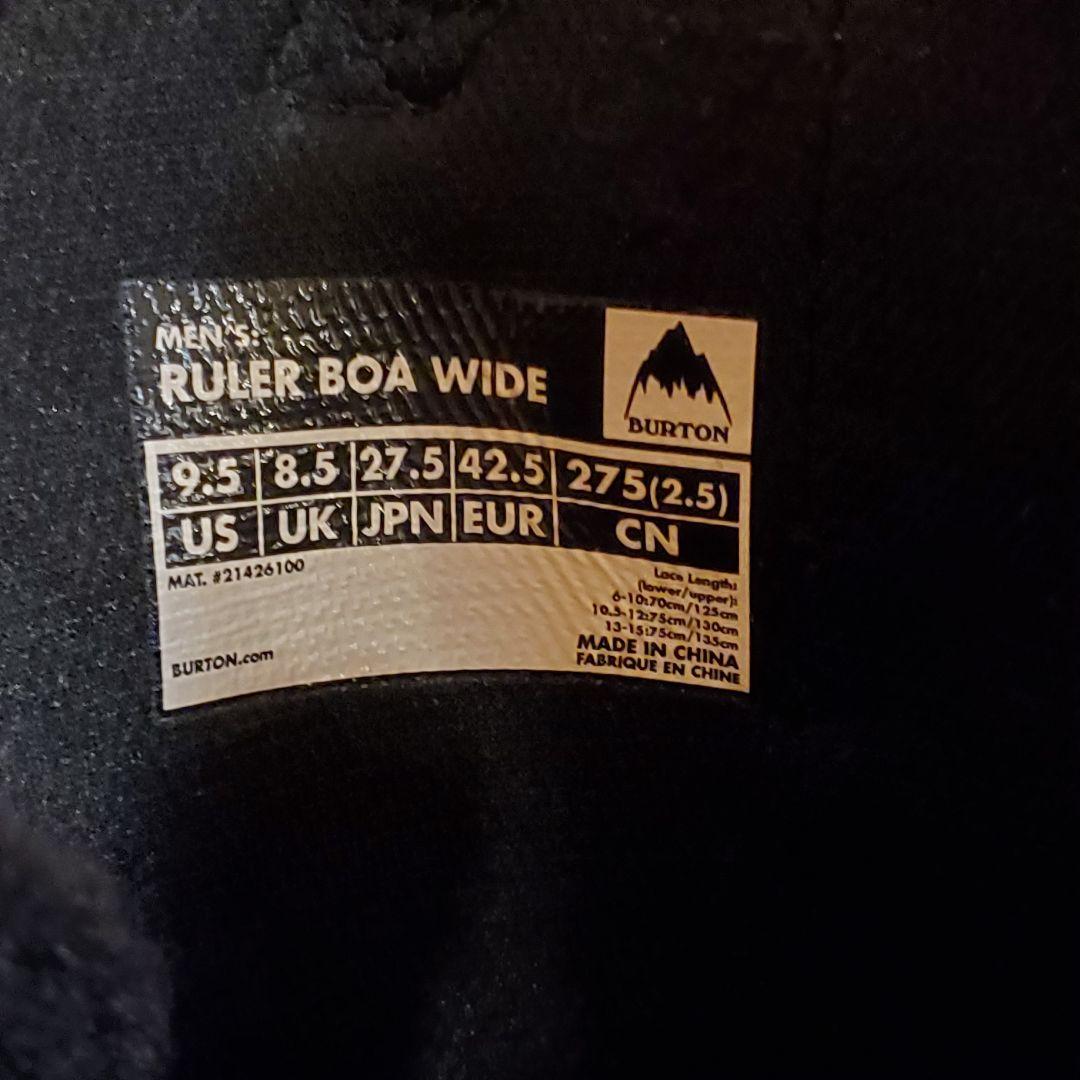 MEN'S:
RULER BOA WIDE
BURTON
9.5 8.5 27.5 42.5 275(2.5)
US UK JPN EUR CN
MAT. #21426100
Lace Length:
(lower/upper):
6-10:70cm/125cm
10.5-12:75cm/130cm
13-15:75cm/135cm
MADE IN CHINA
FABRIQUE EN CHINE
BURTON.com